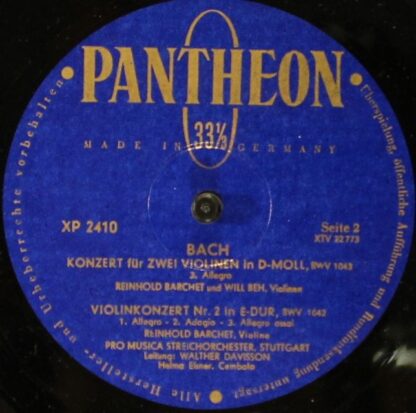 PANTHEON
33⅓
MADE IN GERMANY
XP 2410
Seite 2
XTV 22773
BACH
KONZERT für ZWEI VIOLINEN in D-MOLL, BWV 1043
3. Allegro
REINHOLD BARCHET und WILL BEH, Violinen
VIOLINKONZERT Nr. 2 in E-DUR, BWV 1042
1. Allegro - 2. Adagio - 3. Allegro assai
REINHOLD BARCHET, Violine
PRO MUSICA STREICHORCHESTER, STUTTGART
Leitung: WALTHER DAVISSON
Helma Elsner, Cembalo
• Alle Hersteller- und Urheberrechte vorbehalten •
Überspielung, öffentliche Aufführung und Rundfunksendung untersagt